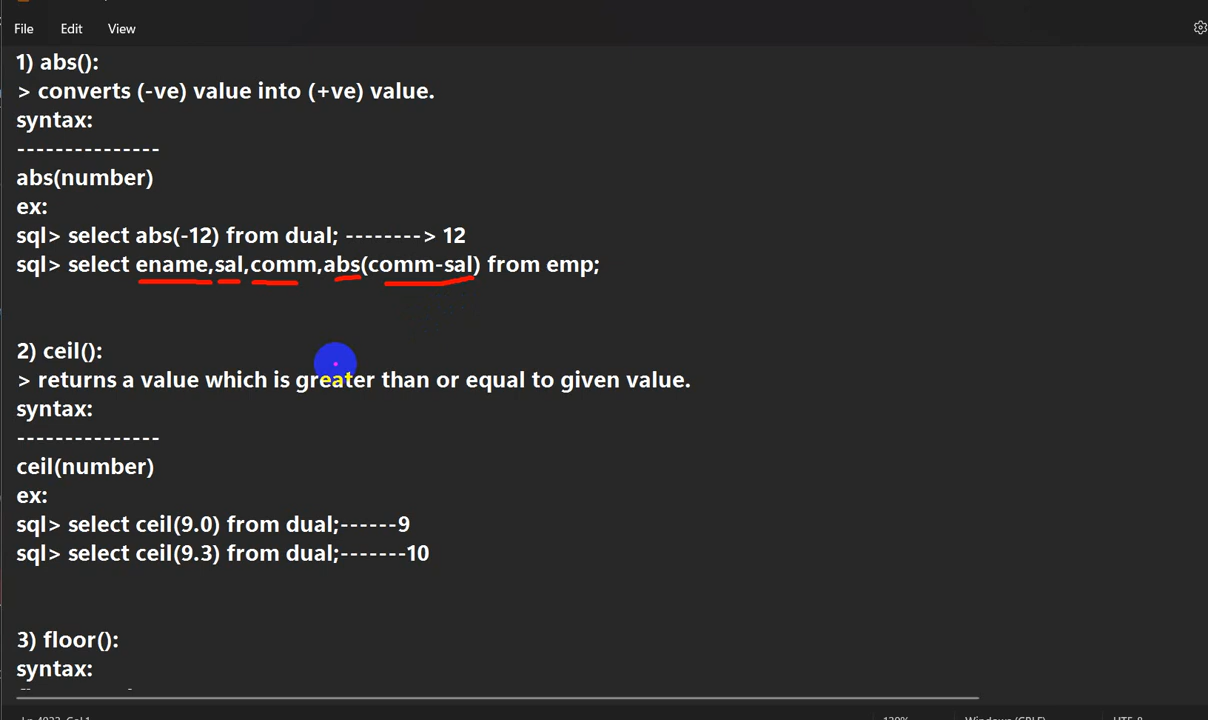 File Edit View
1) abs():
> converts (-ve) value into (+ve) value.
syntax:
---------------
abs(number)
ex:
sql> select abs(-12) from dual; --------> 12
sql> select ename,sal,comm,abs(comm-sal) from emp;
2) ceil():
> returns a value which is greater than or equal to given value.
syntax:
---------------
ceil(number)
ex:
sql> select ceil(9.0) from dual;------9
sql> select ceil(9.3) from dual;-------10
3) floor():
syntax: